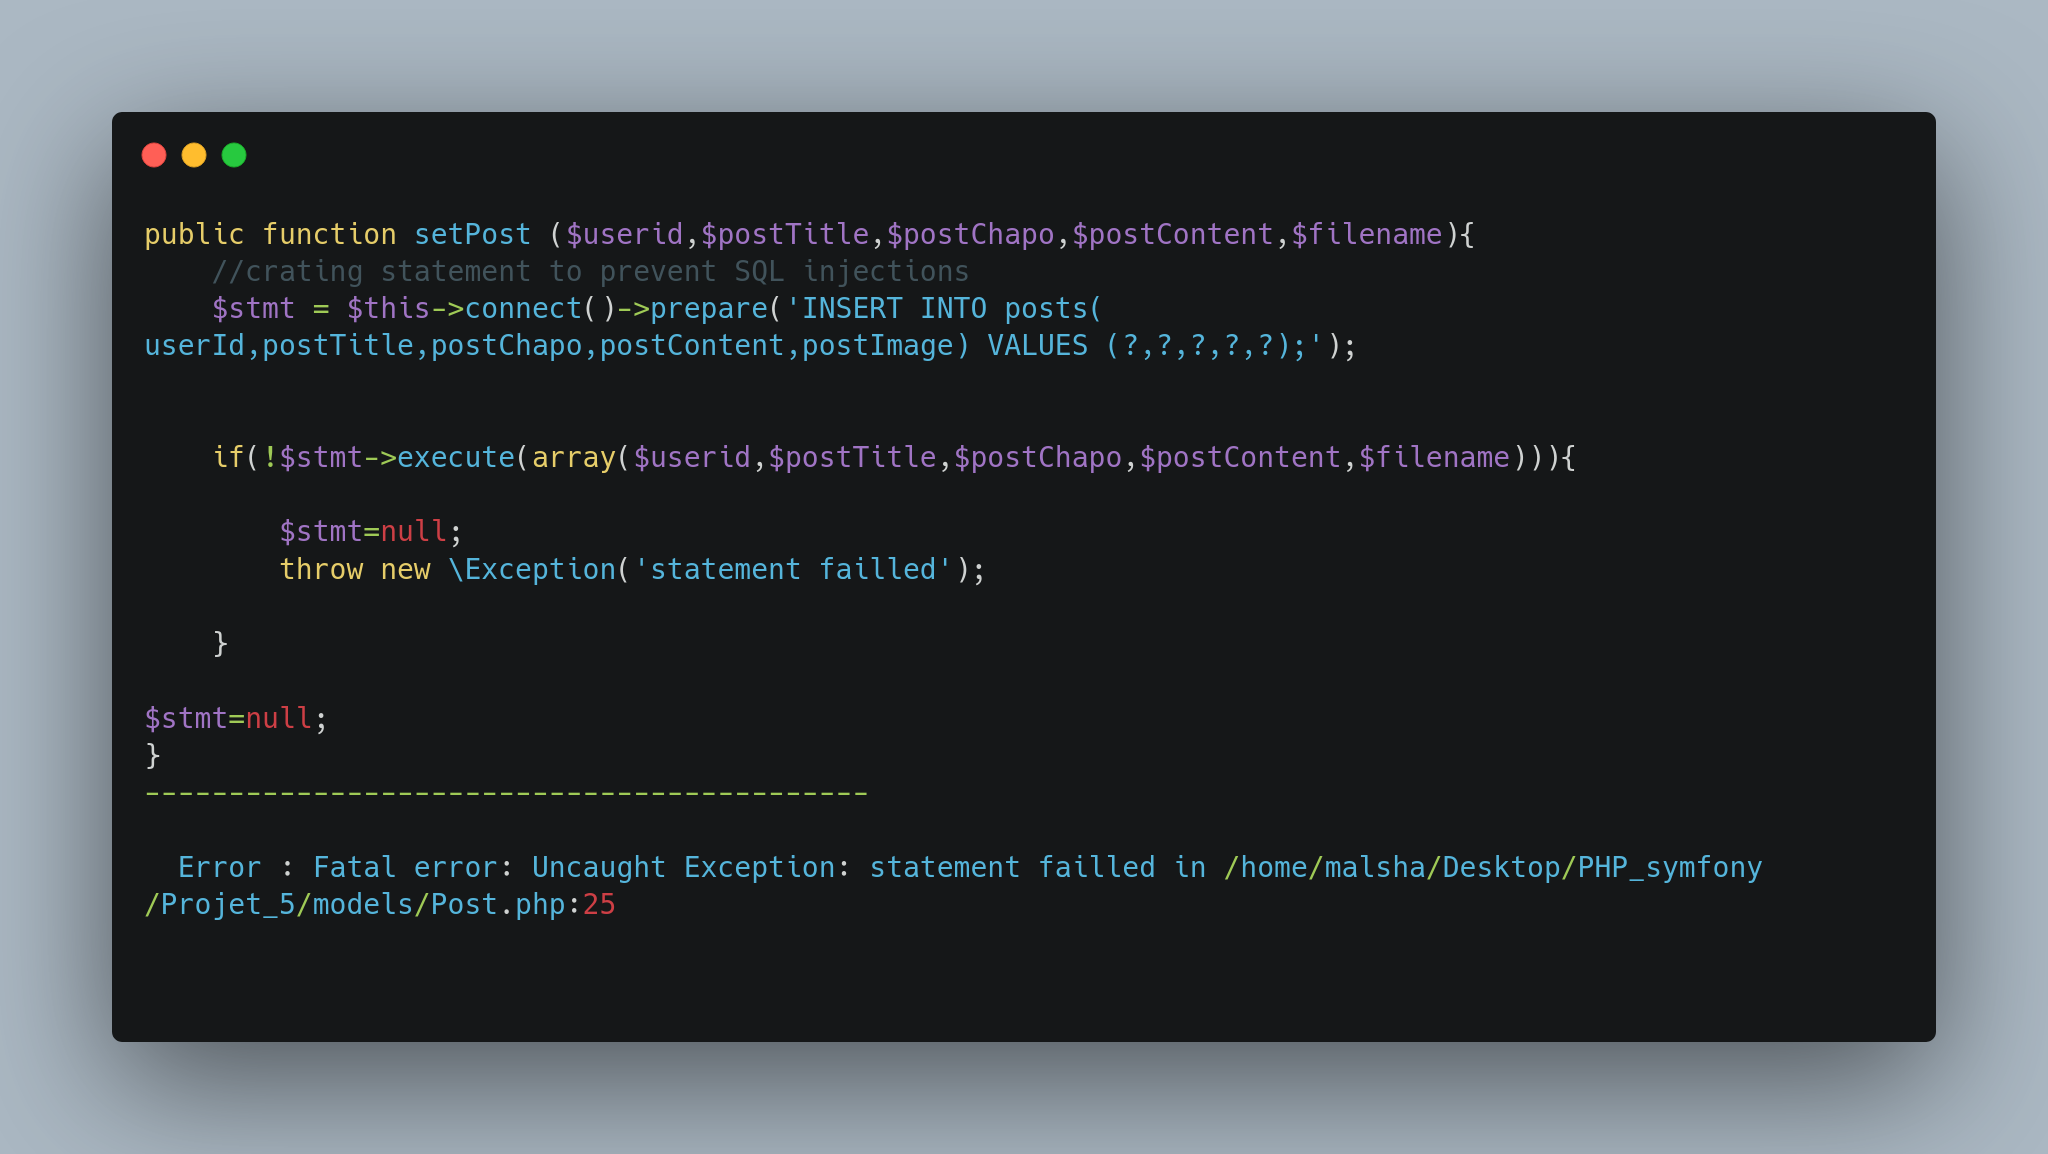 public function setPost ($userid,$postTitle,$postChapo,$postContent,$filename){
    //crating statement to prevent SQL injections
    $stmt = $this->connect()->prepare('INSERT INTO posts(
userId,postTitle,postChapo,postContent,postImage) VALUES (?,?,?,?,?);');
    if(!$stmt->execute(array($userid,$postTitle,$postChapo,$postContent,$filename))){
        $stmt=null;
        throw new \Exception('statement failled');
    }
$stmt=null;
}
-------------------------------------------
  Error : Fatal error: Uncaught Exception: statement failled in /home/malsha/Desktop/PHP_symfony
/Projet_5/models/Post.php:25